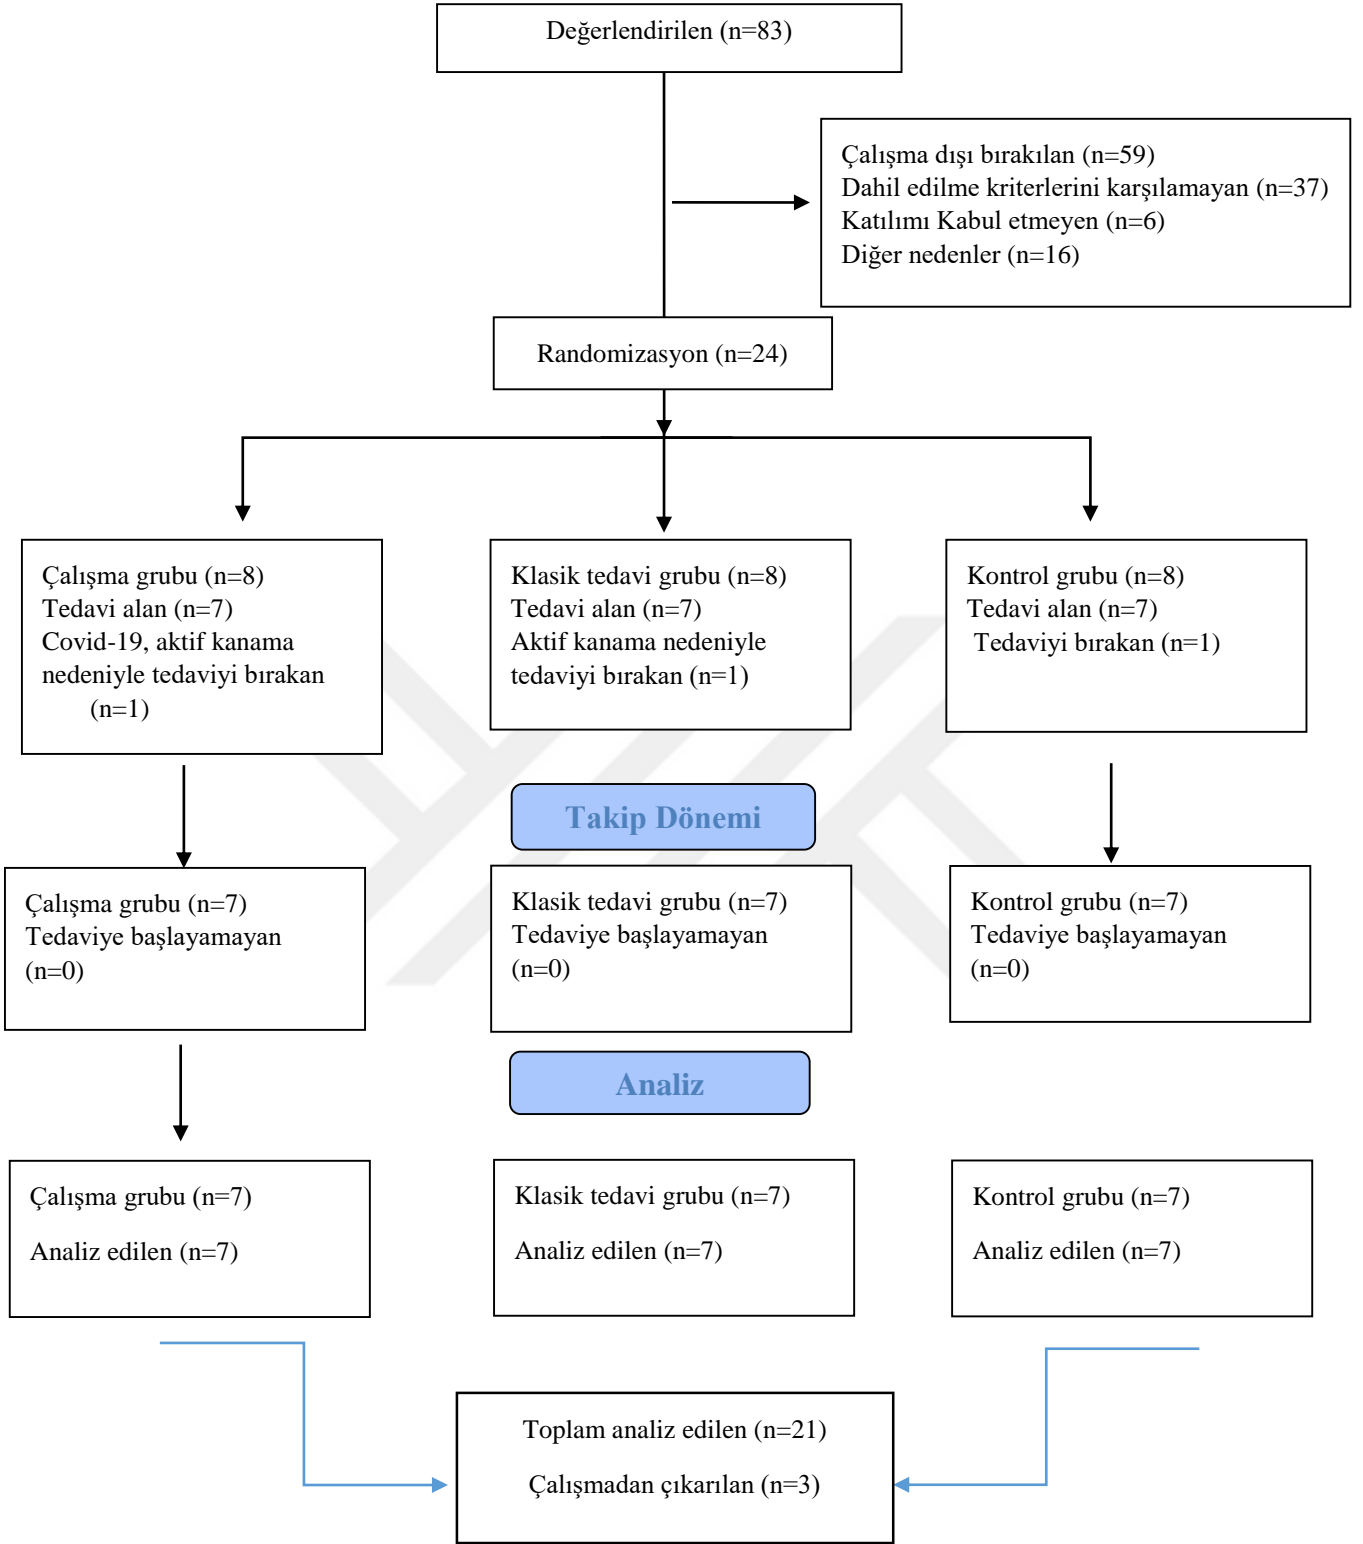 Değerlendirilen (n=83)
Çalışma dışı bırakılan (n=59)
Dahil edilme kriterlerini karşılamayan (n=37)
Katılımı Kabul etmeyen (n=6)
Diğer nedenler (n=16)
Randomizasyon (n=24)
Çalışma grubu (n=8)
Tedavi alan (n=7)
Covid-19, aktif kanama
nedeniyle tedaviyi bırakan
(n=1)
Klasik tedavi grubu (n=8)
Tedavi alan (n=7)
Aktif kanama nedeniyle
tedaviyi bırakan (n=1)
Kontrol grubu (n=8)
Tedavi alan (n=7)
Tedaviyi bırakan (n=1)
Takip Dönemi
Çalışma grubu (n=7)
Tedaviye başlayamayan
(n=0)
Klasik tedavi grubu (n=7)
Tedaviye başlayamayan
(n=0)
Kontrol grubu (n=7)
Tedaviye başlayamayan
(n=0)
Analiz
Çalışma grubu (n=7)
Analiz edilen (n=7)
Klasik tedavi grubu (n=7)
Analiz edilen (n=7)
Kontrol grubu (n=7)
Analiz edilen (n=7)
Toplam analiz edilen (n=21)
Çalışmadan çıkarılan (n=3)